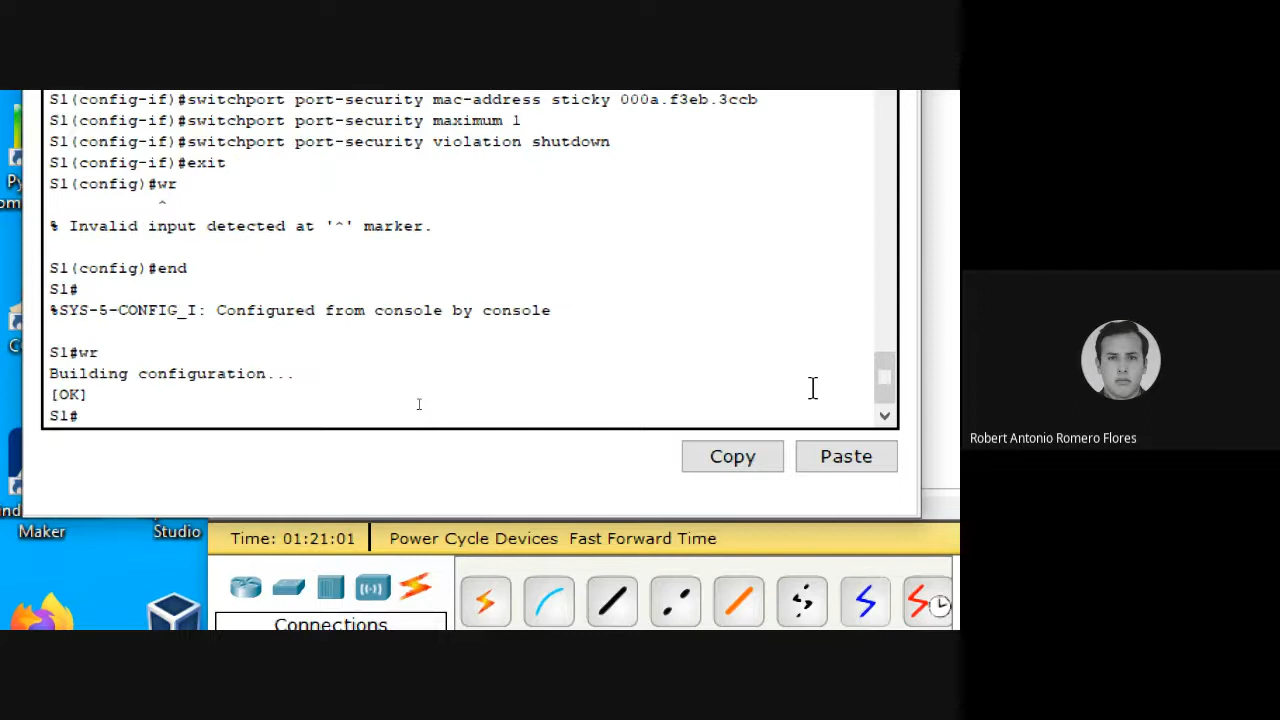 S1(config-if)#switchport port-security mac-address sticky 000a.f3eb.3ccb
S1(config-if)#switchport port-security maximum 1
S1(config-if)#switchport port-security violation shutdown
S1(config-if)#exit
S1(config)#wr
^
% Invalid input detected at '^' marker.
S1(config)#end
S1#
%SYS-5-CONFIG_I: Configured from console by console
S1#wr
Building configuration...
[OK]
S1#
Copy
Paste
Robert Antonio Romero Flores
Maker
Studio
Time: 01:21:01
Power Cycle Devices Fast Forward Time
Connections